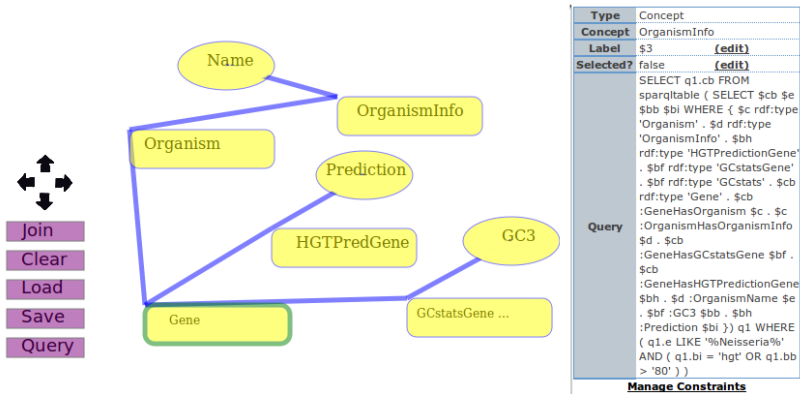 Name
OrganismInfo
Organism
Prediction
HGTPredGene
GC3
Gene
GCstatsGene ...
Join
Clear
Load
Save
Query
Type Concept
Concept OrganismInfo
Label $3 (edit)
Selected? false (edit)
Query
SELECT q1.cb FROM
sparqltable ( SELECT $cb $e
$bb $bi WHERE { $c rdf:type
'Organism' . $d rdf:type
'OrganismInfo' . $bh
rdf:type 'HGTPredictionGene'
. $bf rdf:type 'GCstatsGene'
. $bf rdf:type 'GCstats' . $cb
rdf:type 'Gene' . $cb
:GeneHasOrganism $c . $c
:OrganismHasOrganismInfo
$d . $cb
:GeneHasGCstatsGene $bf .
$cb
:GeneHasHGTPredictionGene
$bh . $d :OrganismName $e
. $bf :GC3 $bb . $bh
:Prediction $bi }) q1 WHERE
( q1.e LIKE '%Neisseria%'
AND ( q1.bi = 'hgt' OR q1.bb
> '80' ) )
Manage Constraints